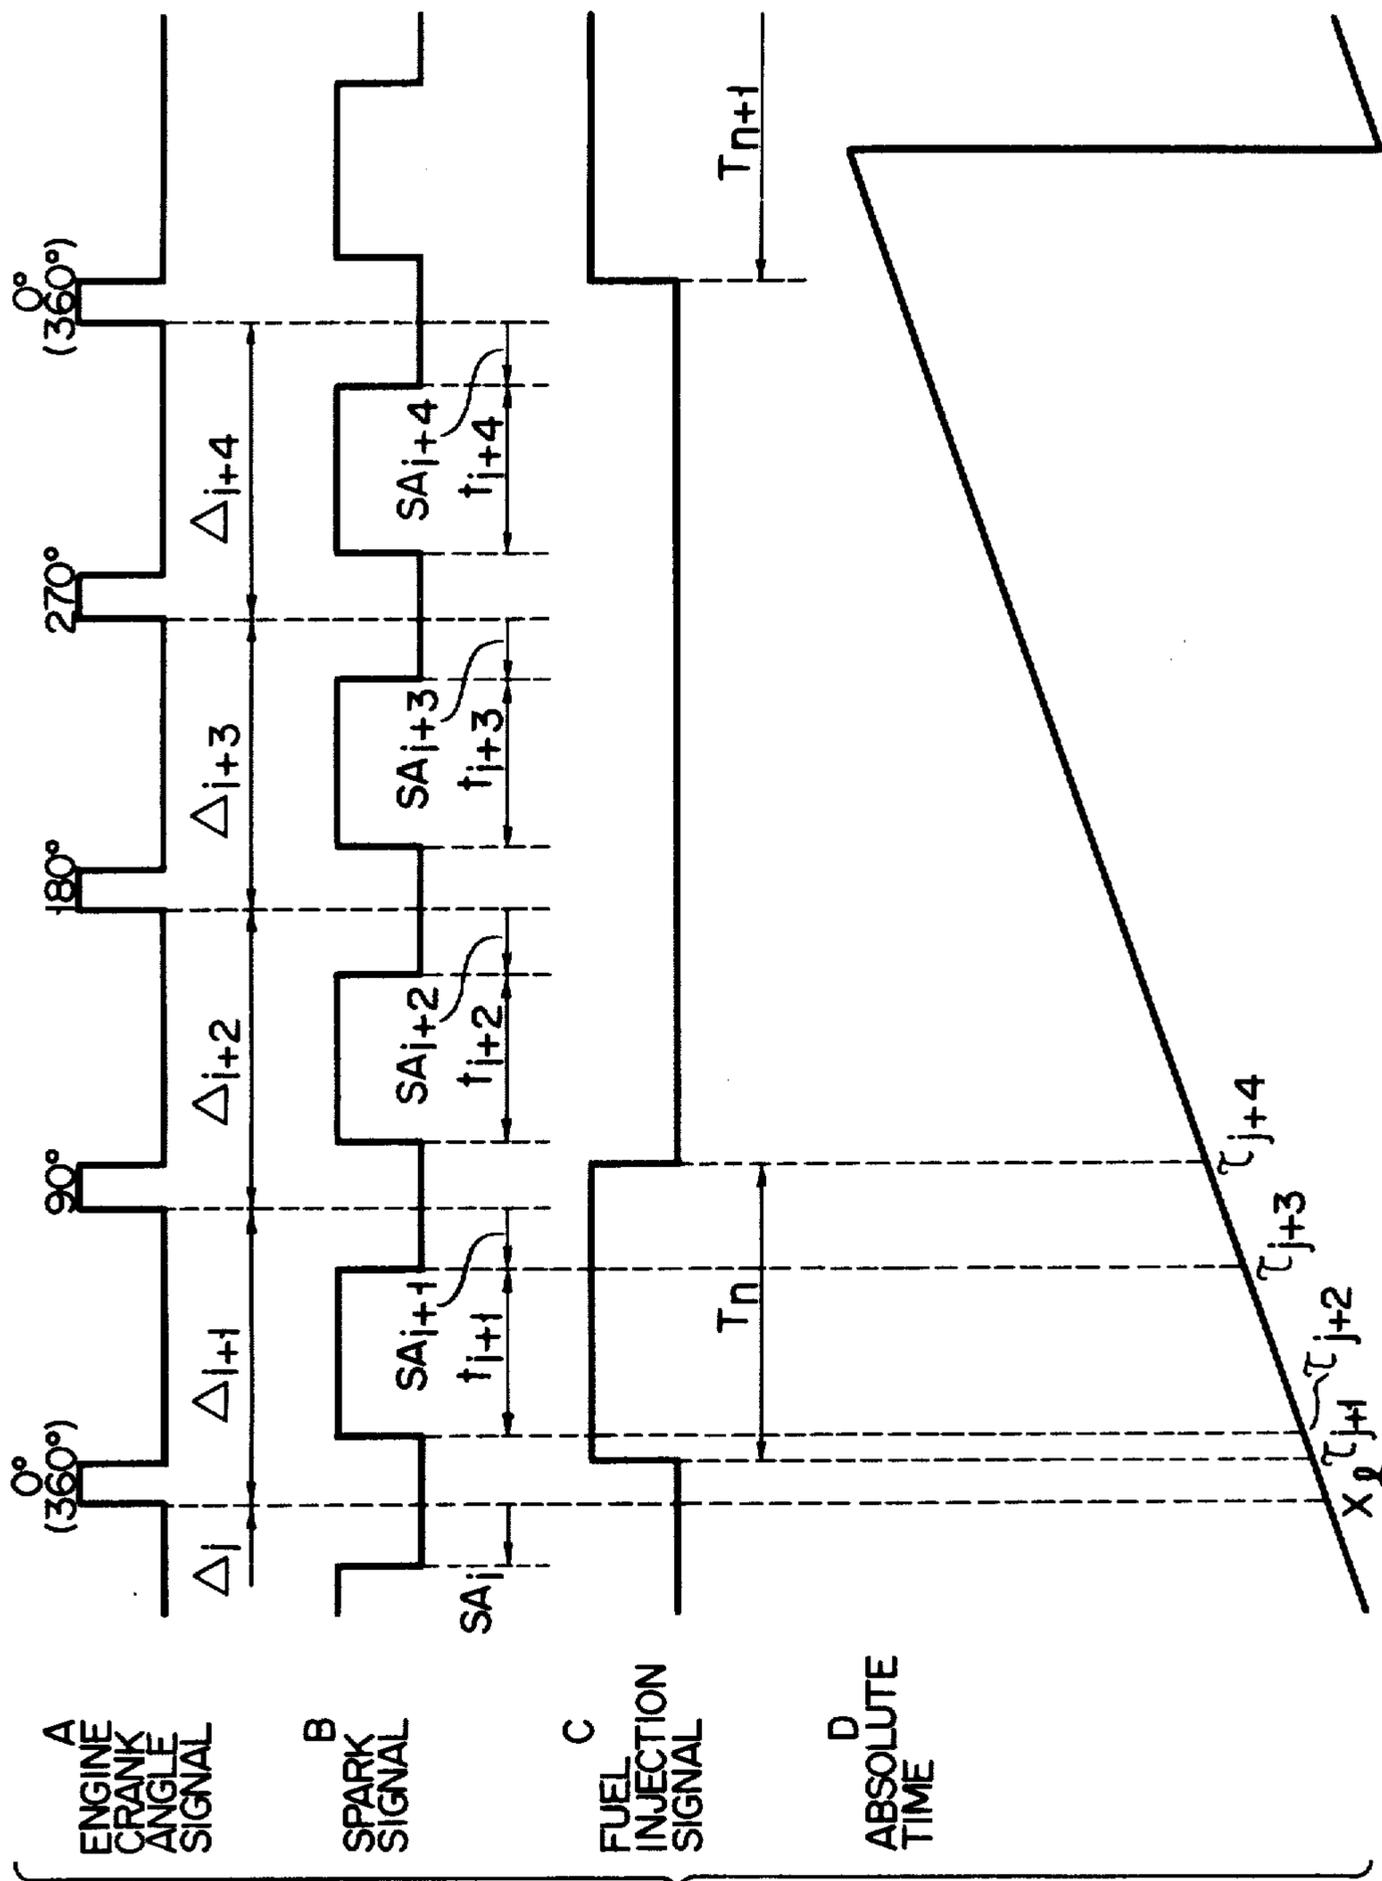 A
ENGINE
CRANK
ANGLE
SIGNAL
0°
(360°)
90°
180°
270°
0°
(360°)
Δi
Δi+1
Δi+2
Δi+3
Δi+4
B
SPARK
SIGNAL
SAi
SAi+1
ti+1
SAi+2
ti+2
SAi+3
ti+3
SAi+4
ti+4
C
FUEL
INJECTION
SIGNAL
Tn
Tn+1
D
ABSOLUTE
TIME
Xℓ
τj+1
τj+2
τj+3
τj+4